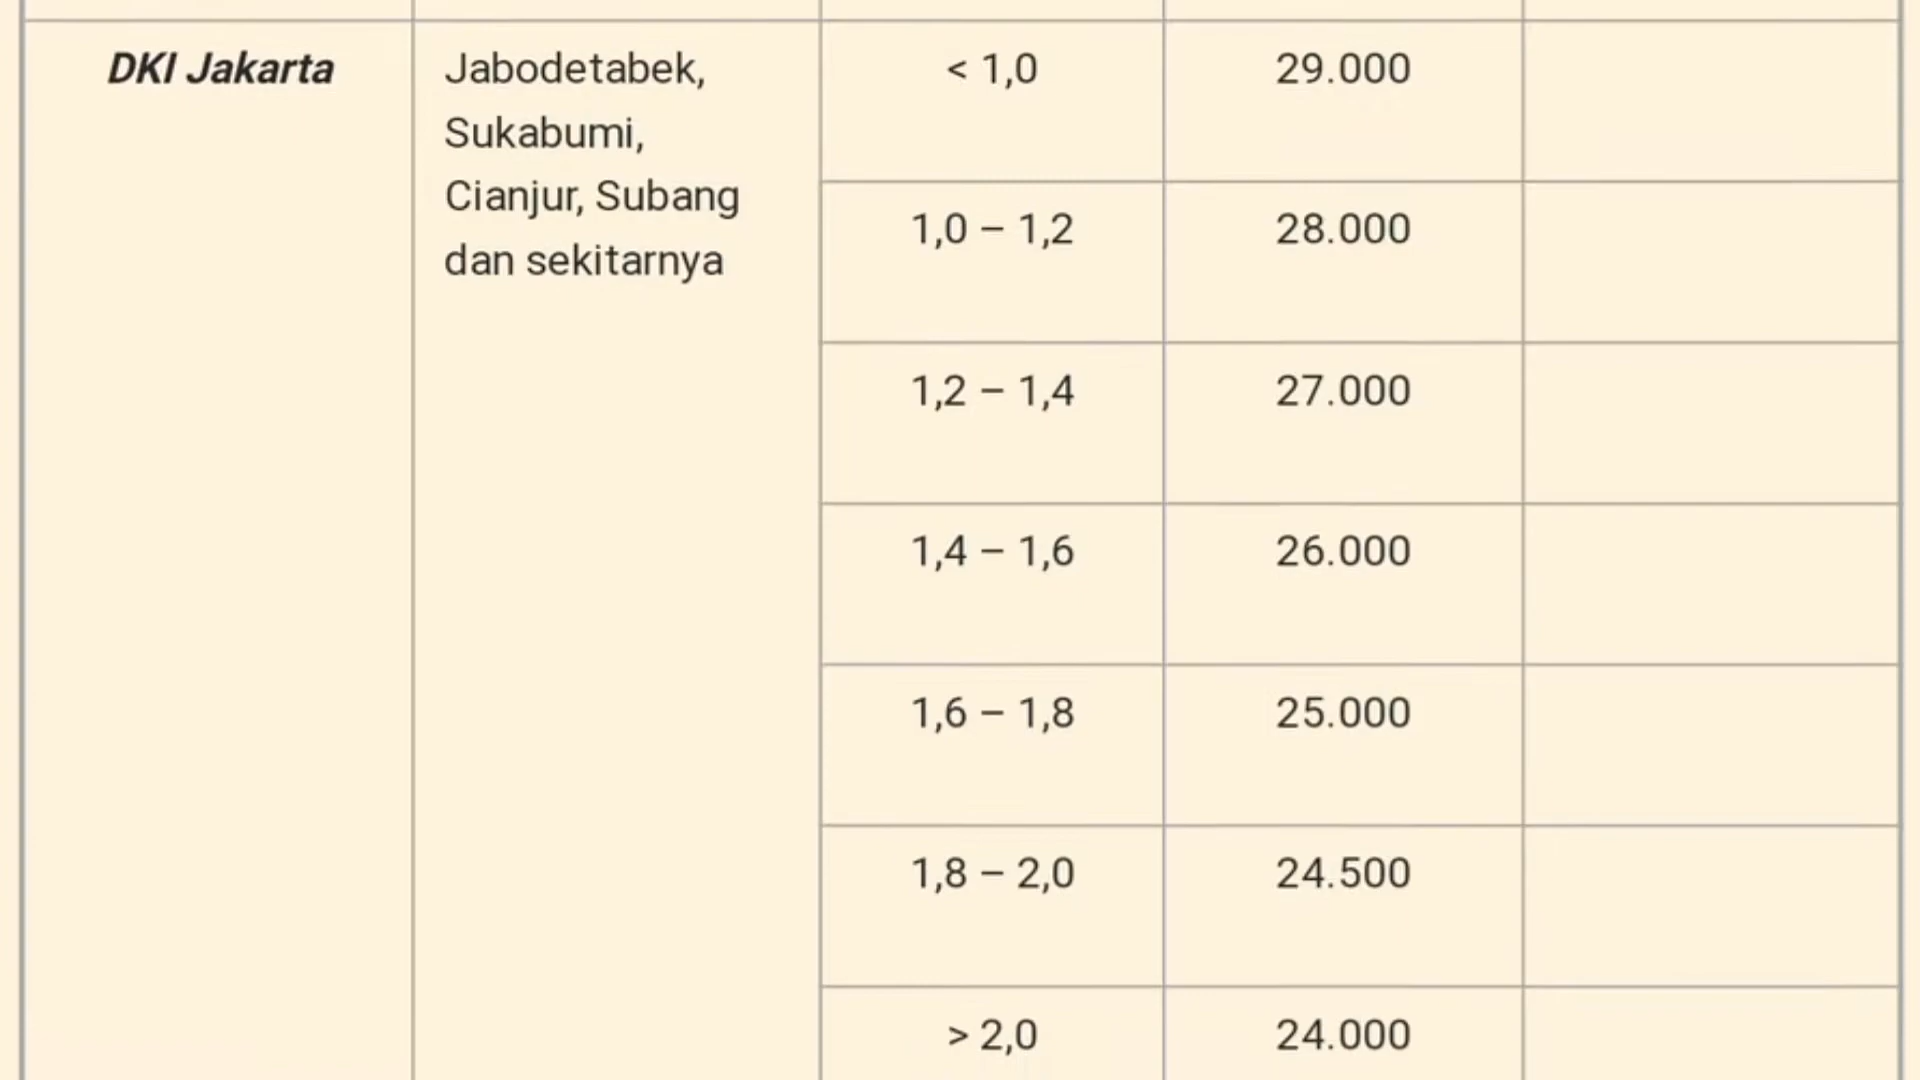 DKI Jakarta
Jabodetabek,
Sukabumi,
Cianjur, Subang
dan sekitarnya
< 1,0
29.000
1,0 – 1,2
28.000
1,2 – 1,4
27.000
1,4 – 1,6
26.000
1,6 – 1,8
25.000
1,8 – 2,0
24.500
> 2,0
24.000